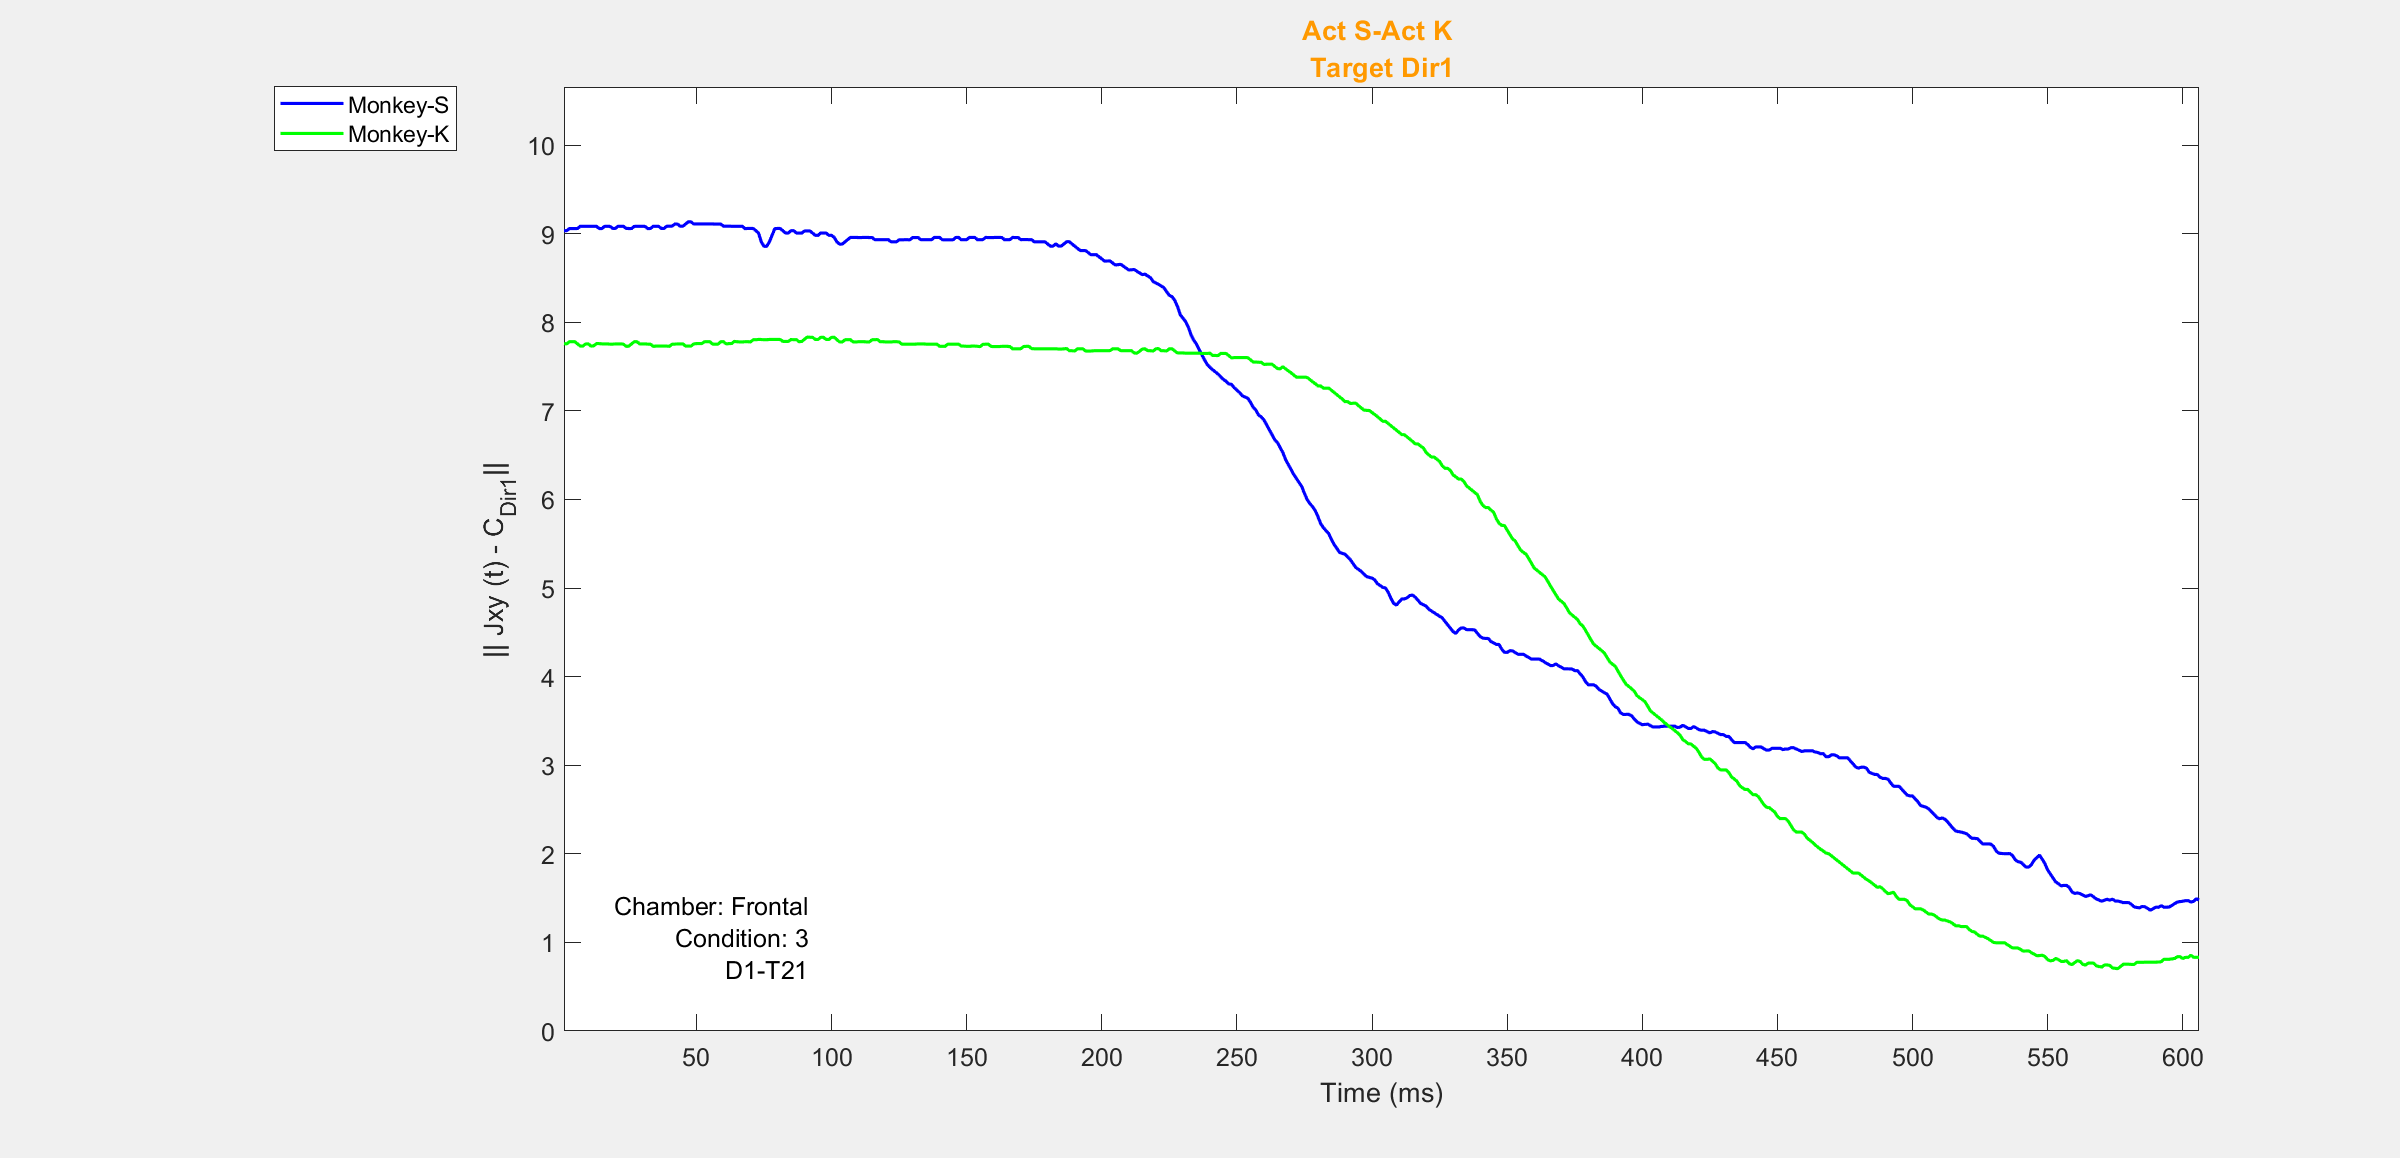 Act S-Act K
Target Dir1
Monkey-S
Monkey-K
10
9
8
7
6
5
4
3
2
1
0
|| Jxy (t) - C_Dir1||
Chamber: Frontal
Condition: 3
D1-T21
50 100 150 200 250 300 350 400 450 500 550 600
Time (ms)